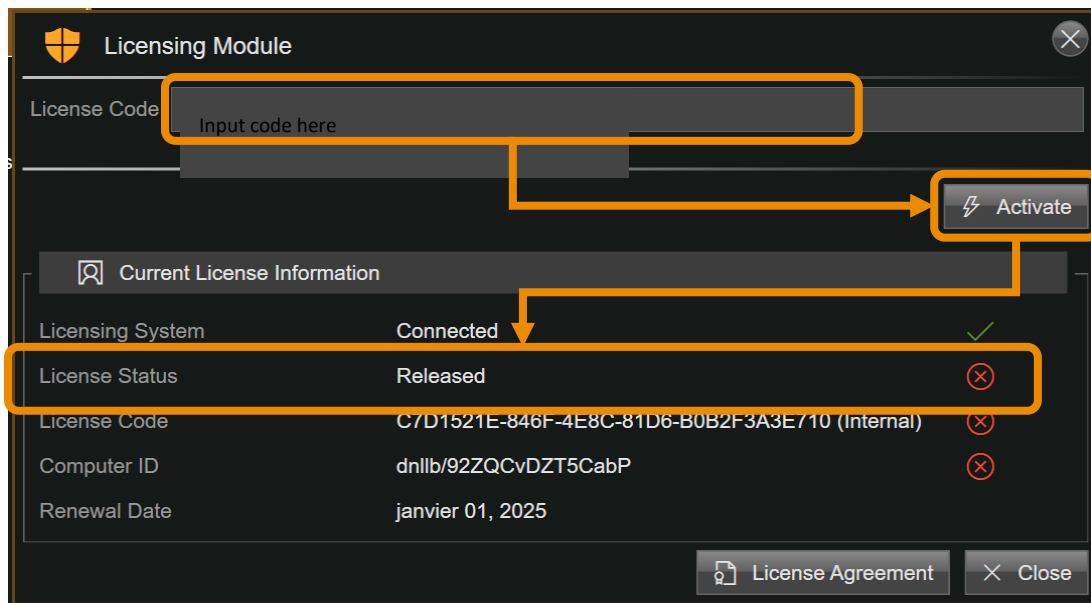 Licensing Module
License Code
Input code here
s
Activate
Current License Information
Licensing System Connected
License Status Released
License Code C7D1521E-846F-4E8C-81D6-B0B2F3A3E710 (Internal)
Computer ID dnllb/92ZQCvDZT5CabP
Renewal Date janvier 01, 2025
License Agreement Close